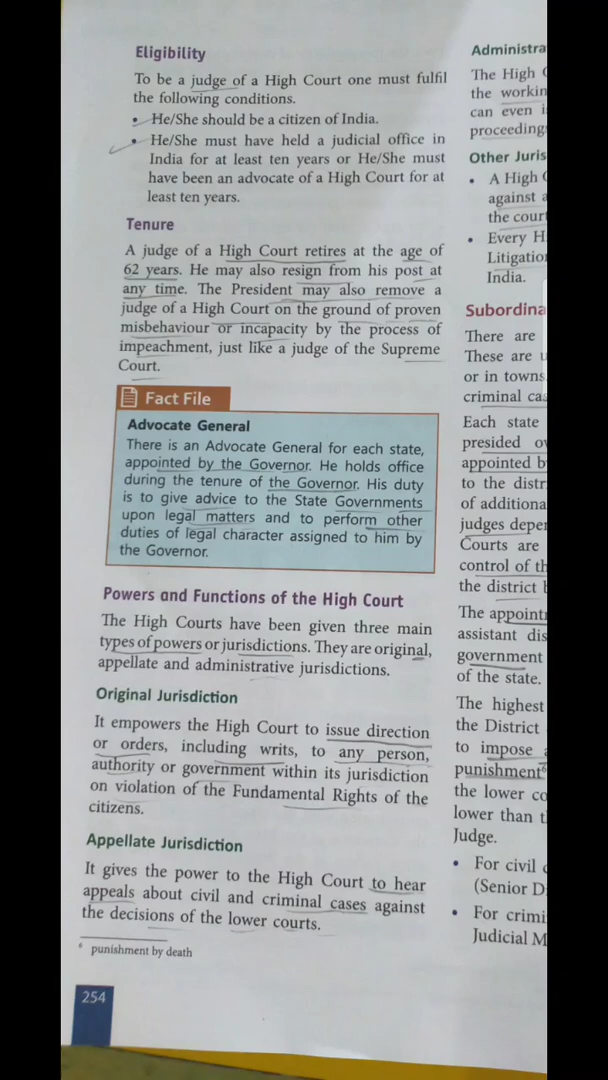 Eligibility
To be a judge of a High Court one must fulfil
the following conditions.
• He/She should be a citizen of India.
• He/She must have held a judicial office in
India for at least ten years or He/She must
have been an advocate of a High Court for at
least ten years.
Tenure
A judge of a High Court retires at the age of
62 years. He may also resign from his post at
any time. The President may also remove a
judge of a High Court on the ground of proven
misbehaviour or incapacity by the process of
impeachment, just like a judge of the Supreme
Court.
Fact File
Advocate General
There is an Advocate General for each state,
appointed by the Governor. He holds office
during the tenure of the Governor. His duty
is to give advice to the State Governments
upon legal matters and to perform other
duties of legal character assigned to him by
the Governor.
Powers and Functions of the High Court
The High Courts have been given three main
types of powers or jurisdictions. They are original,
appellate and administrative jurisdictions.
Original Jurisdiction
It empowers the High Court to issue direction
or orders, including writs, to any person,
authority or government within its jurisdiction
on violation of the Fundamental Rights of the
citizens.
Appellate Jurisdiction
It gives the power to the High Court to hear
appeals about civil and criminal cases against
the decisions of the lower courts.
6 punishment by death
254
Administra
The High
the workin
can even i
proceeding
Other Juris
• A High
against a
the court
• Every H
Litigation
India.
Subordina
There are
These are u
or in towns
criminal cas
Each state
presided ov
appointed b
to the distr
of additiona
judges depen
Courts are
control of th
the district b
The appoint
assistant dis
government
of the state.
The highest
the District
to impose a
punishment6
the lower co
lower than t
Judge.
• For civil c
(Senior D
• For crimi
Judicial M